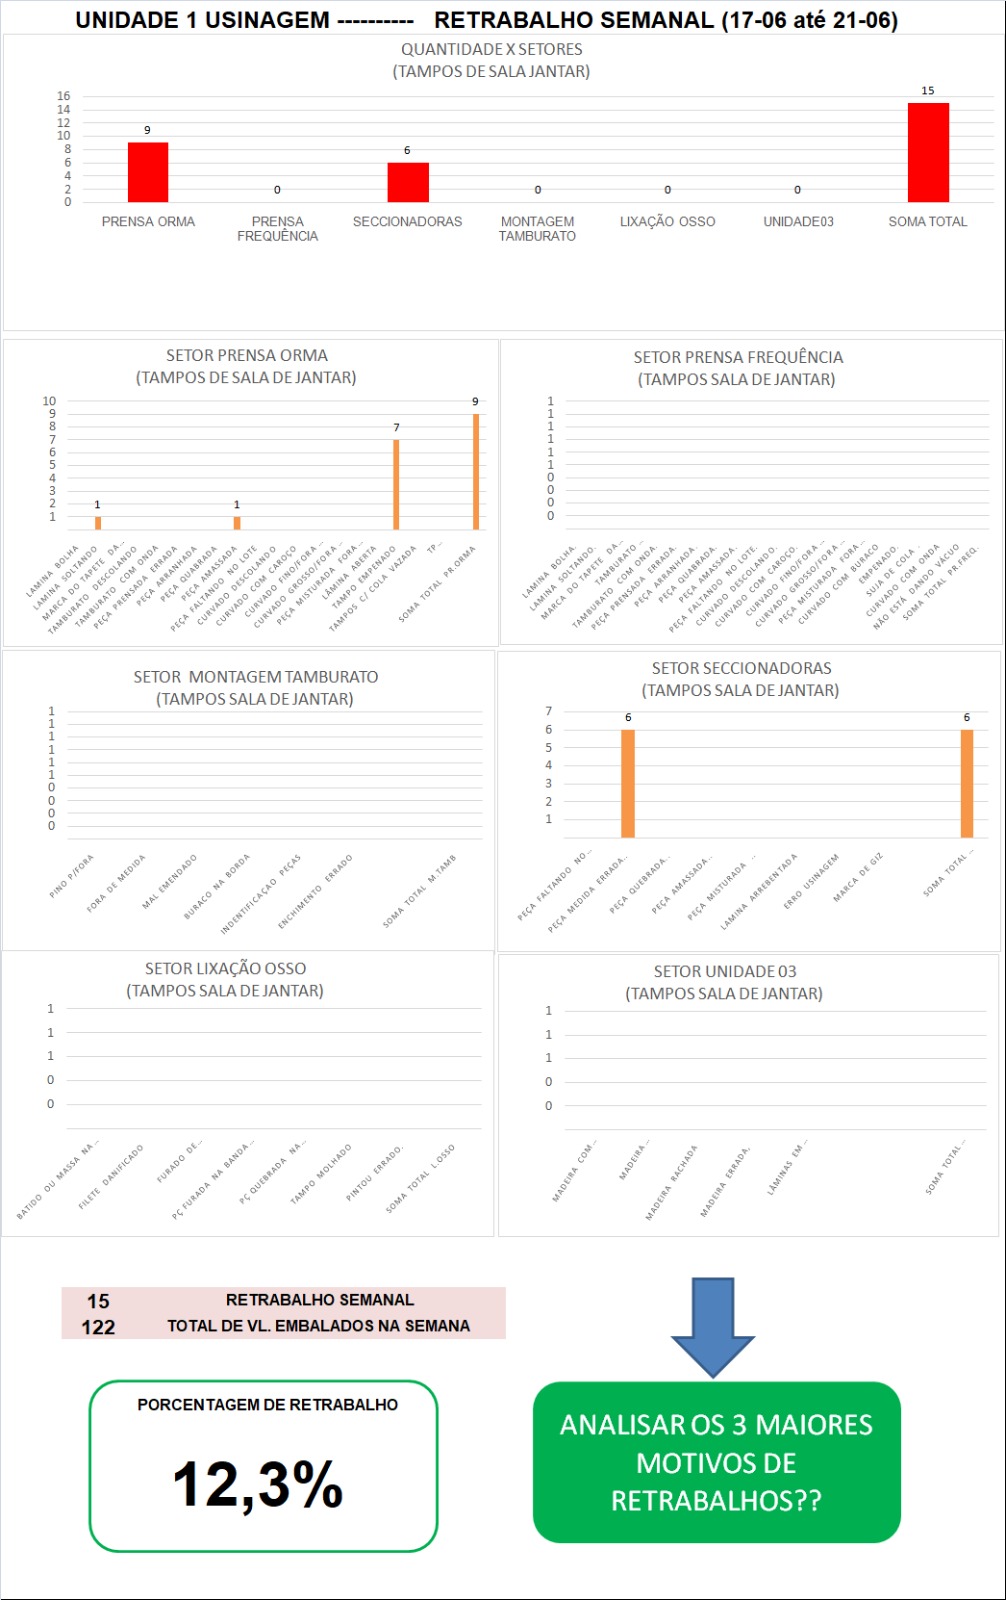 UNIDADE 1 USINAGEM ---------- RETRABALHO SEMANAL (17-06 até 21-06)
QUANTIDADE X SETORES
(TAMPOS DE SALA JANTAR)
16
14
12
10
8
6
4
2
0
9
0
6
0
0
0
15
PRENSA ORMA
PRENSA FREQUÊNCIA
SECCIONADORAS
MONTAGEM TAMBURATO
LIXAÇÃO OSSO
UNIDADE03
SOMA TOTAL
SETOR PRENSA ORMA
(TAMPOS DE SALA DE JANTAR)
10
9
8
7
6
5
4
3
2
1
1
1
7
9
LAMINA BOLHA
LAMINA SOLTANDO
MARCA DO TAPETE DA...
TAMBURATO DESCOLANDO
TAMBURATO COM ONDA
PEÇA PRENSADA ERRADA
PEÇA ARRANHADA
PEÇA QUABRADA
PEÇA AMASSADA
PEÇA FALTANDO NO LOTE
CURVADO DESCOLANDO
CURVADO COM CAROÇO
CURVADO FINO/FORA...
CURVADO GROSSO/FORA...
PEÇA MISTURADA FORA...
LÂMINA ABERTA
TAMPO EMPENADO
TAMPOS C/ COLA VAZADA TP...
SOMA TOTAL PR.ORMA
SETOR PRENSA FREQUÊNCIA
(TAMPOS SALA DE JANTAR)
1
1
1
1
1
1
0
0
0
0
LAMINA BOLHA.
LAMINA SOLTANDO.
MARCA DO TAPETE DA...
TAMBURATO TAMBURATO...
TAMBURATO COM ONDA.
PEÇA PRENSADA ERRADA.
PEÇA ARRANHADA.
PEÇA QUABRADA.
PEÇA AMASSADA.
PEÇA FALTANDO NO LOTE.
CURVADO DESCOLANDO.
CURVADO COM CAROÇO.
CURVADO FINO/FORA...
CURVADO GROSSO/FORA...
PEÇA MISTURADA FORA...
CURVADO COM BURACO
EMPENADO.
SUJA DE COLA .
CURVADO COM ONDA
NÃO ESTÁ DANDO VÁCUO
SOMA TOTAL PR.FREQ.
SETOR MONTAGEM TAMBURATO
(TAMPOS SALA DE JANTAR)
1
1
1
1
1
1
0
0
0
0
PINO P/FORA
FORA DE MEDIDA
MAL EMENDADO
BURACO NA BORDA
INDENTIFICAÇAO PEÇAS
ENCHIMENTO ERRADO
SOMA TOTAL M.TAMB
SETOR SECCIONADORAS
(TAMPOS SALA DE JANTAR)
7
6
5
4
3
2
1
6
6
PEÇA FALTANDO NO...
PEÇA MEDIDA ERRADA..
PEÇA QUEBRADA...
PEÇA AMASSADA...
PEÇA MISTURADA ...
LAMINA ARREBENTADA
ERRO USINAGEM
MARCA DE GIZ
SOMA TOTAL...
SETOR LIXAÇÃO OSSO
(TAMPOS SALA DE JANTAR)
1
1
1
0
0
BATIDO OU MASSA NA...
FILETE DANIFICADO
FURADO DE...
PÇ FURADA NA BANDA...
PÇ QUEBRADA NA...
TAMPO MOLHADO
PINTOU ERRADO.
SOMA TOTAL L.OSSO
SETOR UNIDADE 03
(TAMPOS SALA DE JANTAR)
1
1
1
0
0
MADEIRA COM...
MADEIRA...
MADEIRA RACHADA
MADEIRA ERRADA.
LÂMINAS EM...
SOMA TOTAL...
15 RETRABALHO SEMANAL
122 TOTAL DE VL. EMBALADOS NA SEMANA
PORCENTAGEM DE RETRABALHO
12,3%
ANALISAR OS 3 MAIORES
MOTIVOS DE
RETRABALHOS??